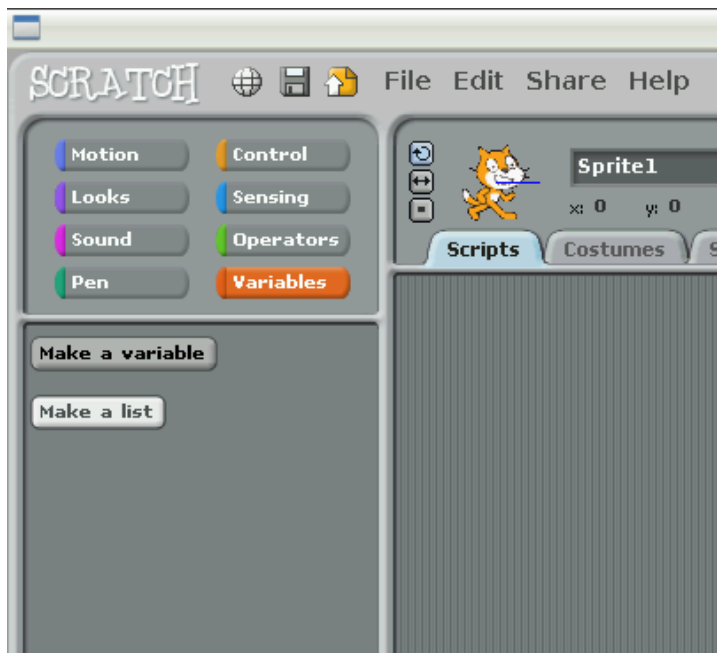 SCRATCH File Edit Share Help
Motion Control
Looks Sensing
Sound Operators
Pen Variables
Sprite1
x: 0 y: 0
Scripts Costumes S
Make a variable
Make a list